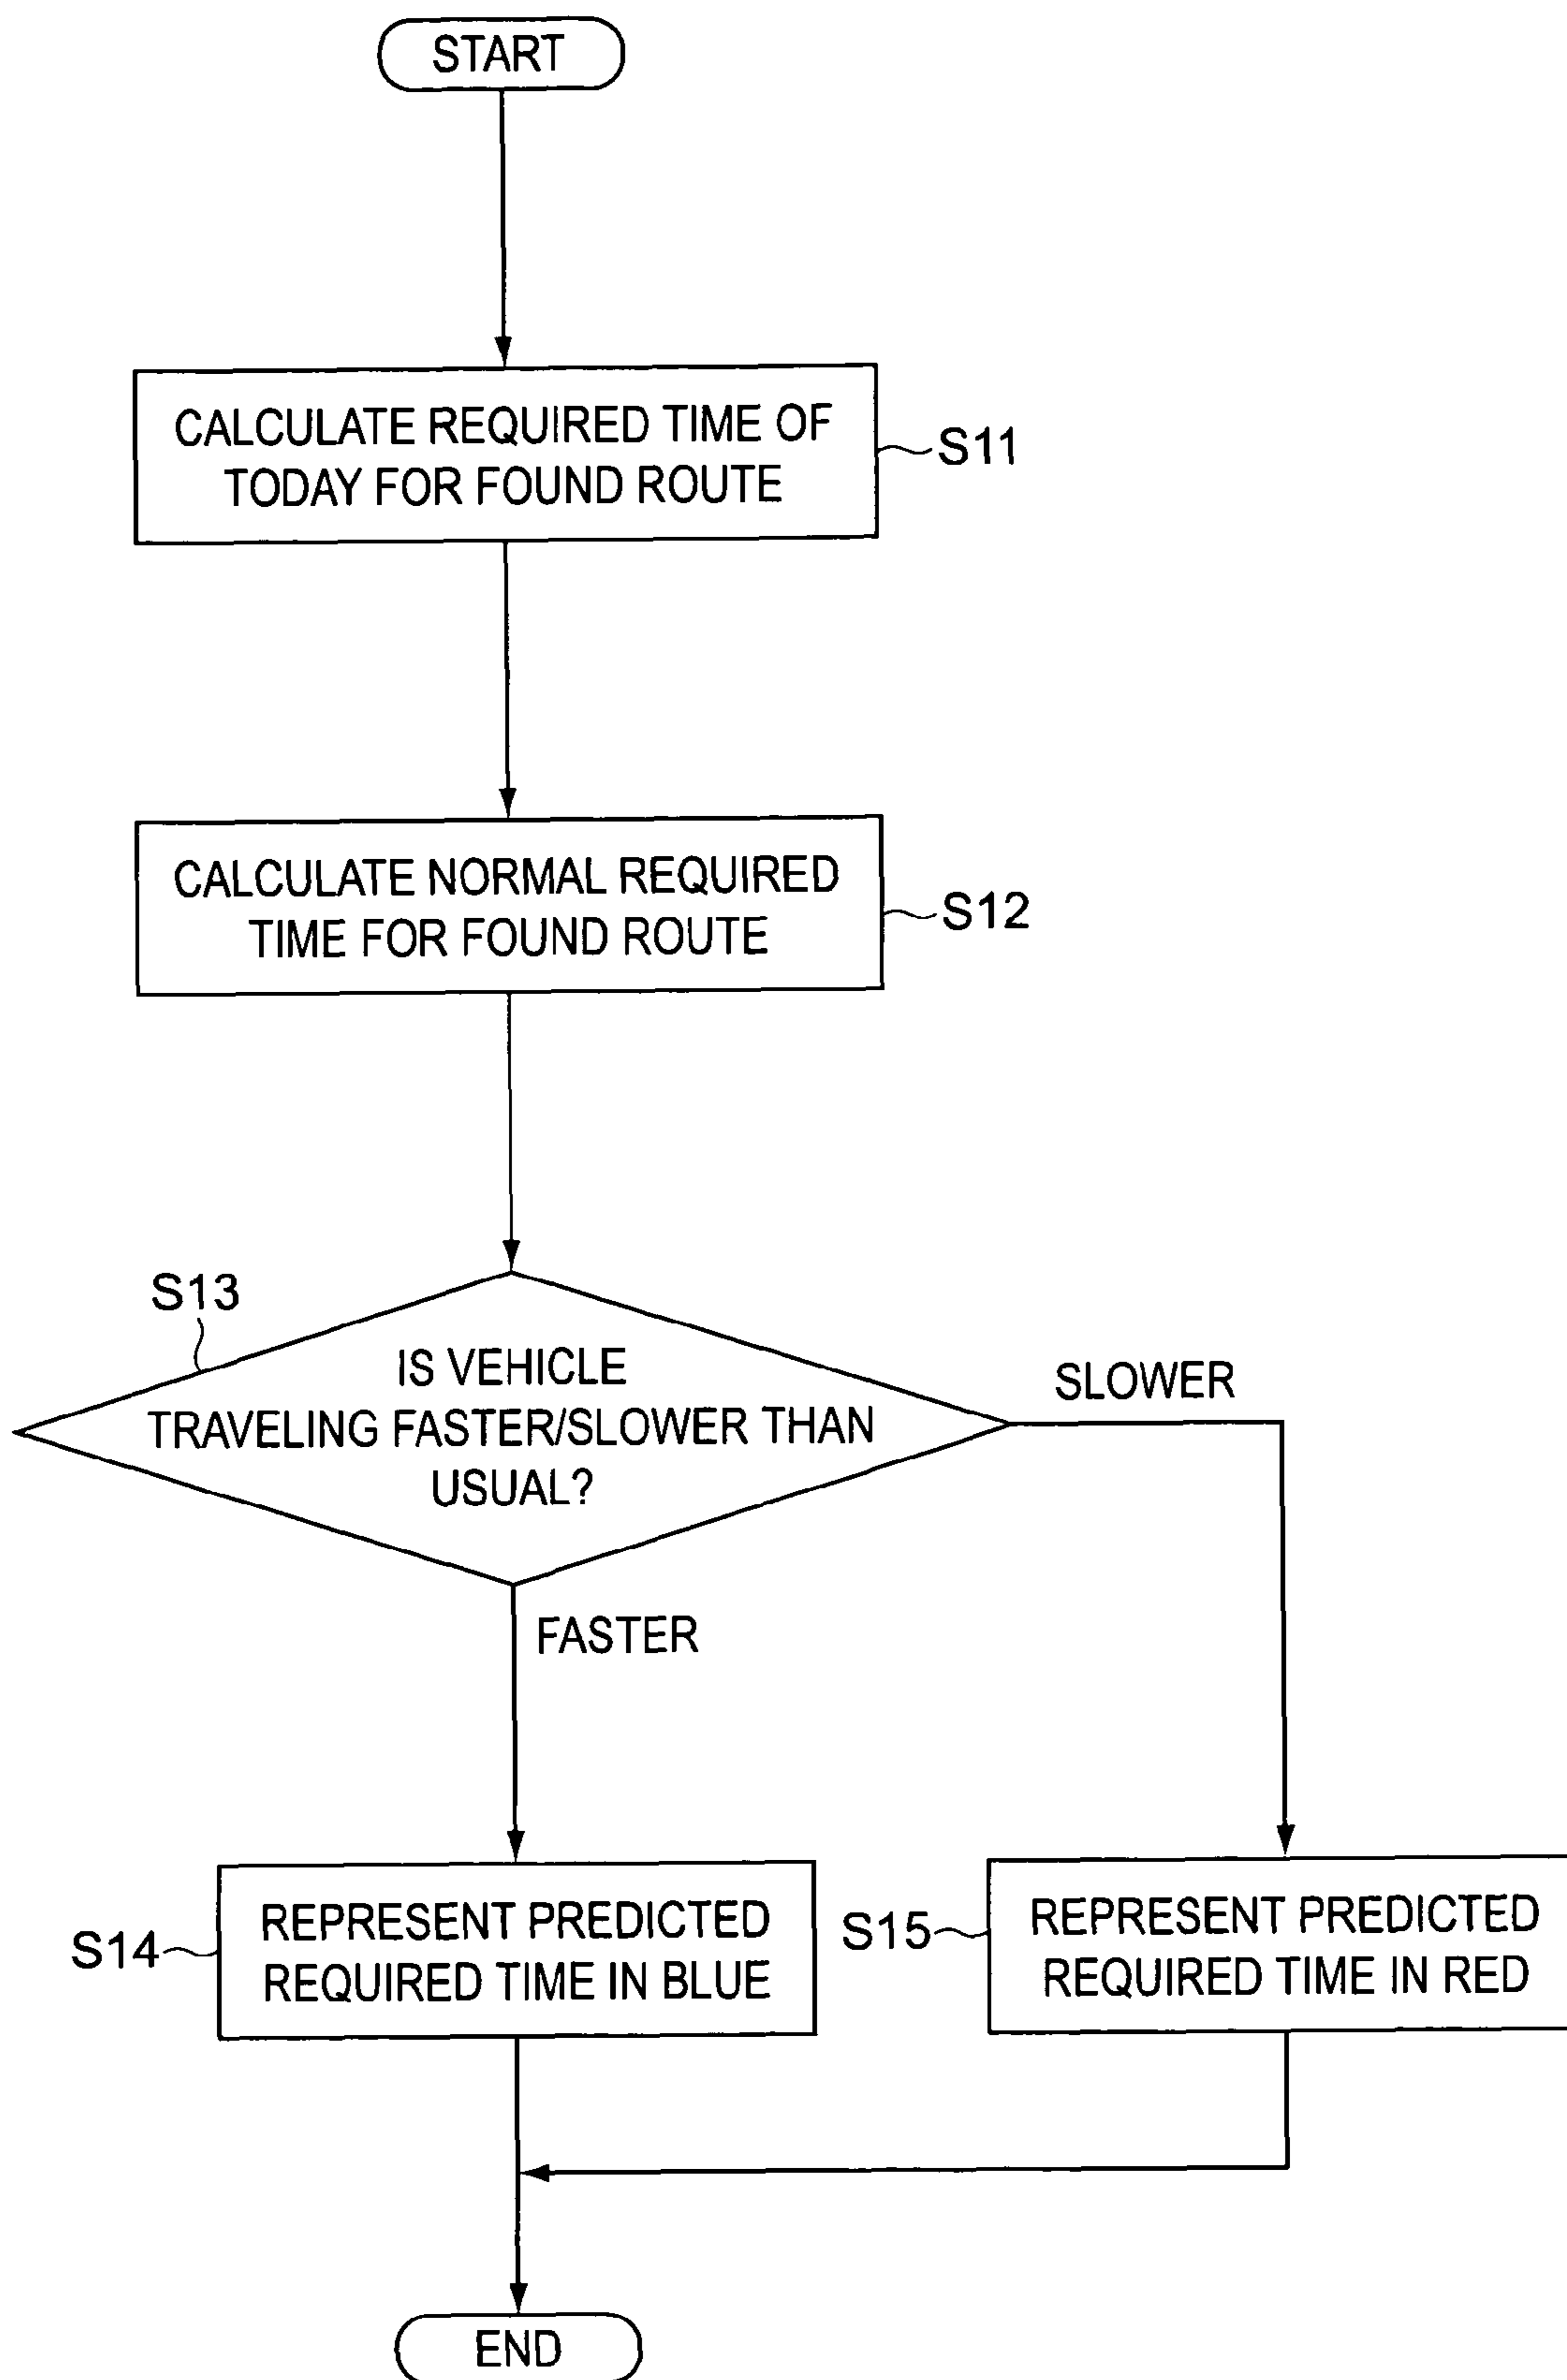 START
CALCULATE REQUIRED TIME OF
TODAY FOR FOUND ROUTE
S11
CALCULATE NORMAL REQUIRED
TIME FOR FOUND ROUTE
S12
S13
IS VEHICLE
TRAVELING FASTER/SLOWER THAN
USUAL?
SLOWER
FASTER
S14
REPRESENT PREDICTED
REQUIRED TIME IN BLUE
S15
REPRESENT PREDICTED
REQUIRED TIME IN RED
END